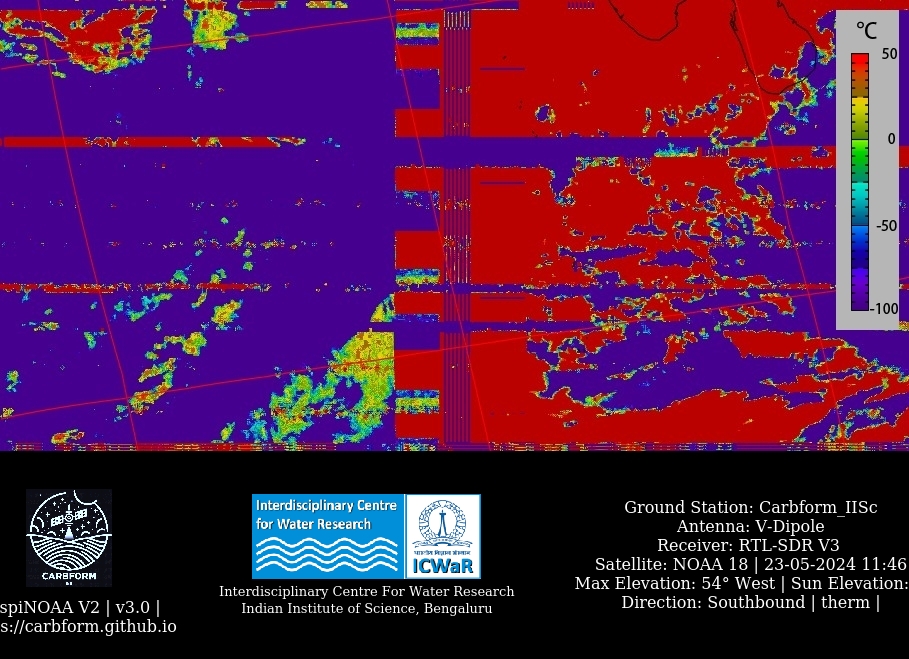 °C
50
0
-50
-100
CARBFORM
spiNOAA V2 | v3.0 |
s://carbform.github.io
Interdisciplinary Centre
for Water Research
भारतीय विज्ञान संस्थान
ICWaR
Interdisciplinary Centre For Water Research
Indian Institute of Science, Bengaluru
Ground Station: Carbform_IISc
Antenna: V-Dipole
Receiver: RTL-SDR V3
Satellite: NOAA 18 | 23-05-2024 11:46
Max Elevation: 54° West | Sun Elevation:
Direction: Southbound | therm |